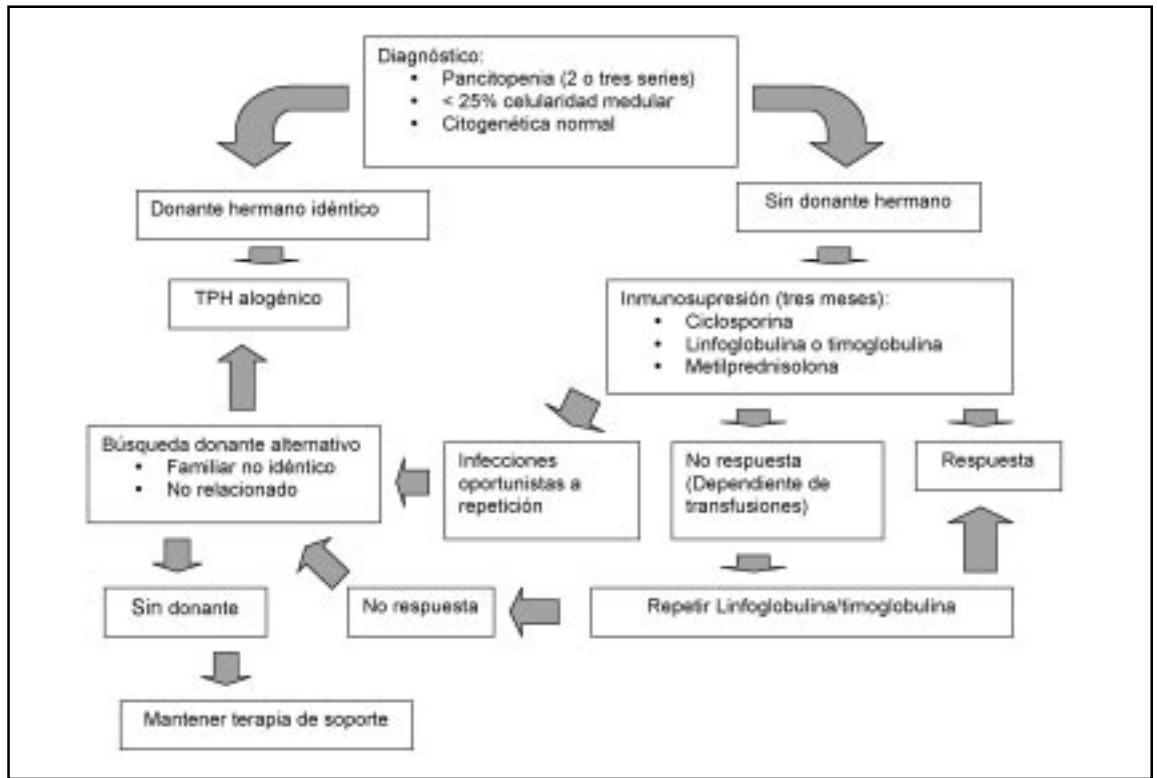 Diagnóstico:
• Pancitopenia (2 o tres series)
• < 25% celularidad medular
• Citogenética normal
Donante hermano idéntico
Sin donante hermano
TPH alogénico
Inmunosupresión (tres meses):
• Ciclosporina
• Linfoglobulina o timoglobulina
• Metilprednisolona
Búsqueda donante alternativo
• Familiar no idéntico
• No relacionado
Infecciones
oportunistas a
repetición
No respuesta
(Dependiente de
transfusiones)
Respuesta
Sin donante
No respuesta
Repetir Linfoglobulina/timoglobulina
Mantener terapia de soporte